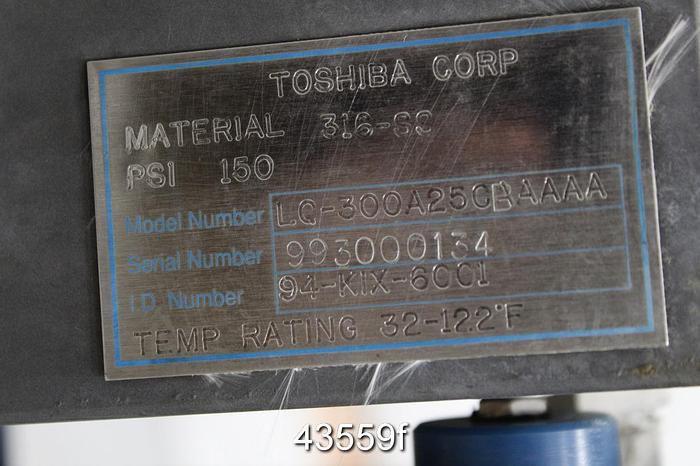 TOSHIBA CORP
MATERIAL 316-SS
PSI 150
Model Number LQ-300A25CBAAAA
Serial Number 993000134
I D Number 94-KIX-6001
TEMP RATING 32-122°F
43559f